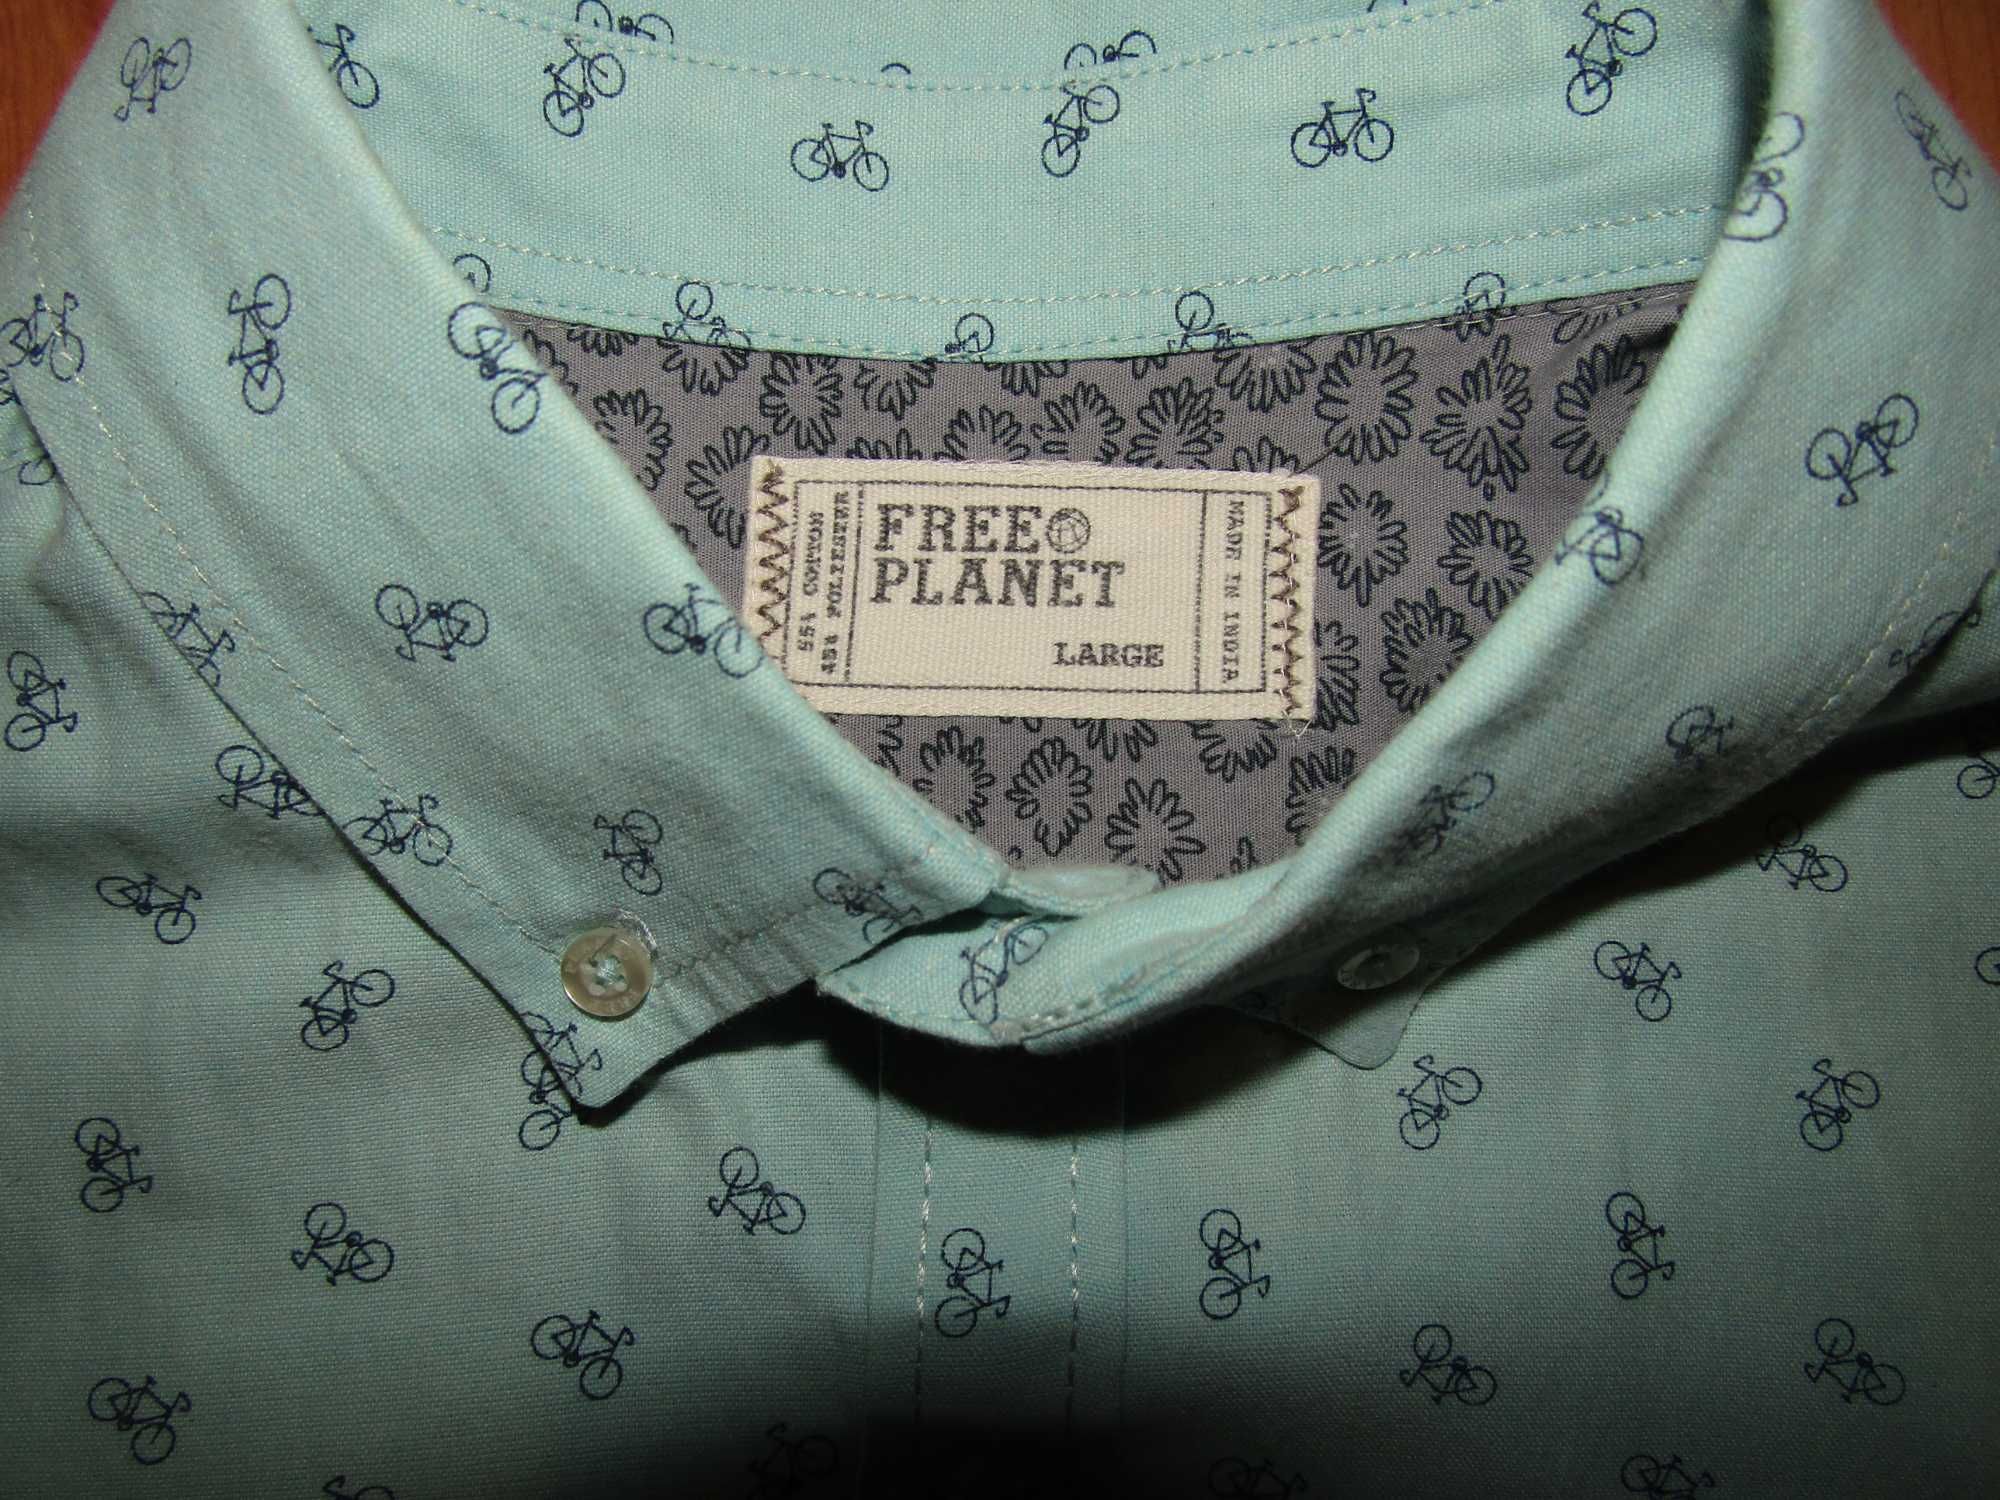 55% COTTON
45% POLYESTER
FREE
PLANET
LARGE
MADE IN INDIA